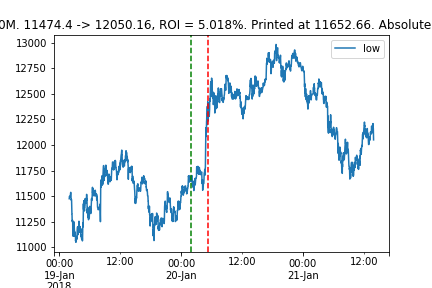 0M. 11474.4 -> 12050.16, ROI = 5.018%. Printed at 11652.66. Absolute
13000
12750
12500
12250
12000
11750
11500
11250
11000
low
00:00 12:00 00:00 12:00 00:00 12:00
19-Jan 20-Jan 21-Jan
2018